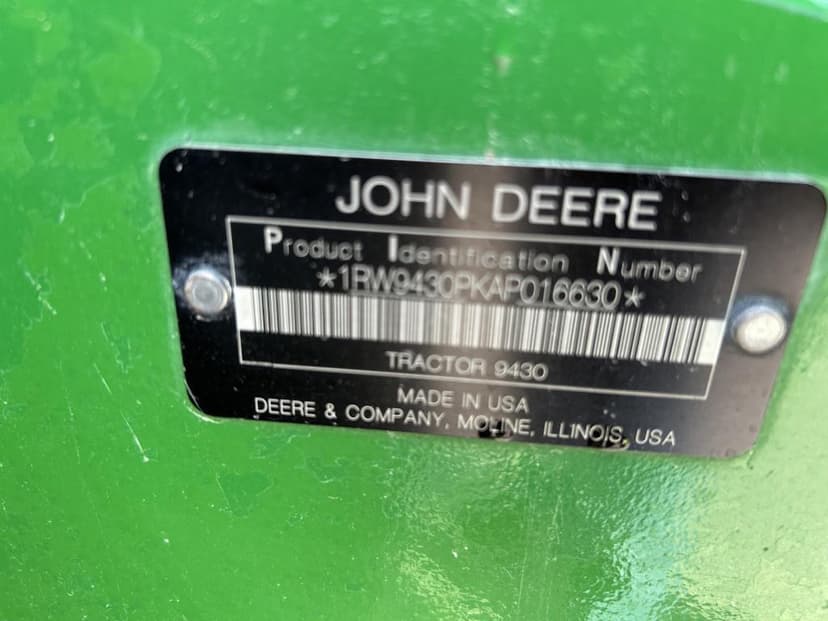 JOHN DEERE
Product Identification Number
*1RW9430PKAP016630*
TRACTOR 9430
MADE IN USA
DEERE & COMPANY, MOLINE, ILLINOIS, USA